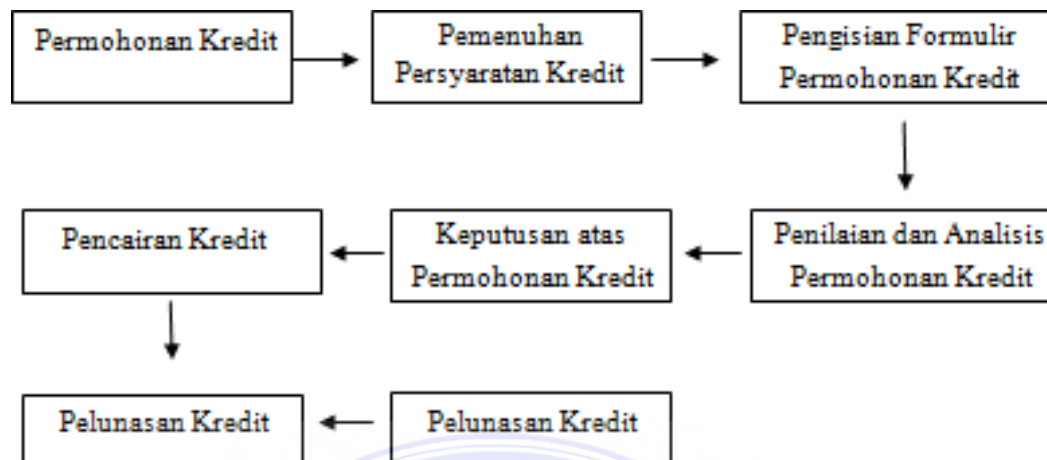 Permohonan Kredit
Pemenuhan
Persyaratan Kredit
Pengisian Formulir
Permohonan Kredit
Penilaian dan Analisis
Permohonan Kredit
Keputusan atas
Permohonan Kredit
Pencairan Kredit
Pelunasan Kredit
Pelunasan Kredit